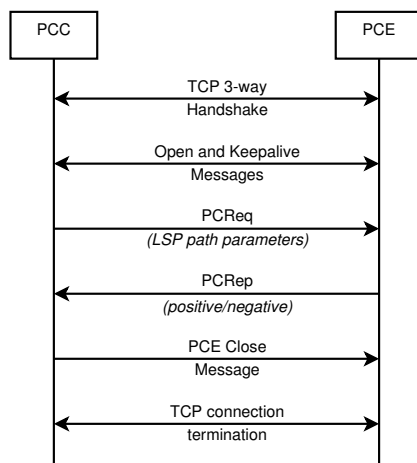 PCC
PCE
TCP 3-way
Handshake
Open and Keepalive
Messages
PCReq
(LSP path parameters)
PCRep
(positive/negative)
PCE Close
Message
TCP connection
termination